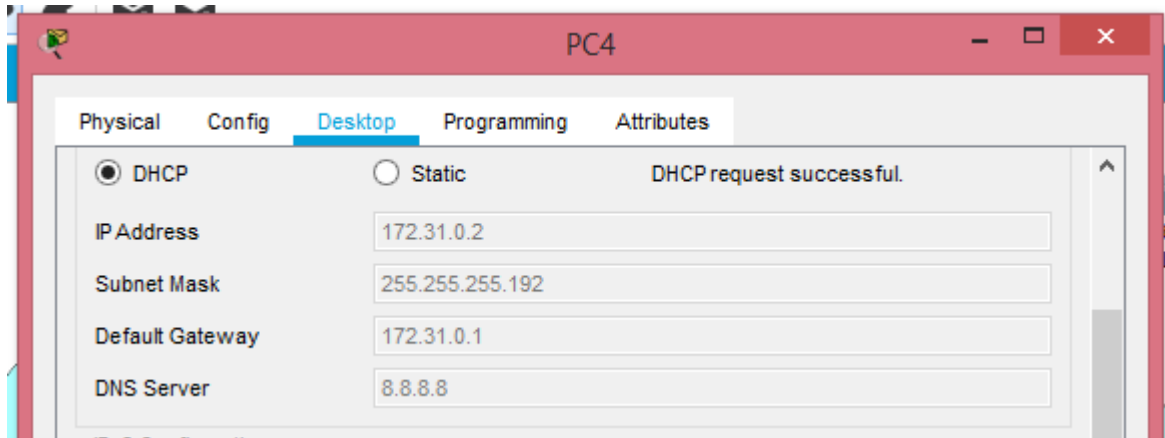 PC4
Physical Config Desktop Programming Attributes
DHCP Static DHCP request successful.
IP Address 172.31.0.2
Subnet Mask 255.255.255.192
Default Gateway 172.31.0.1
DNS Server 8.8.8.8